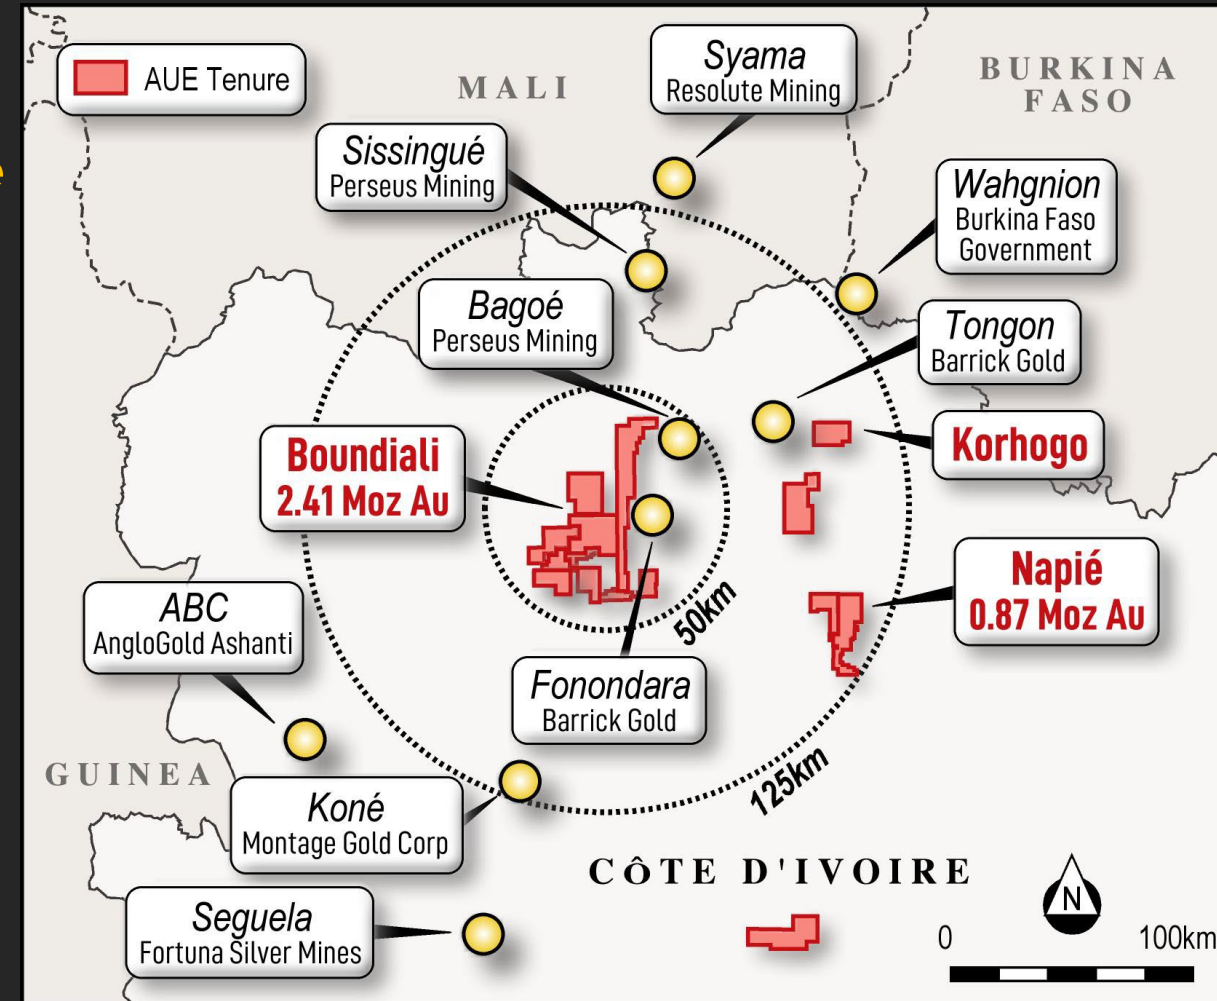 AUE Tenure
MALI
Syama
Resolute Mining
BURKINA
FASO
Sissingué
Perseus Mining
Wahgnion
Burkina Faso
Government
Bagoé
Perseus Mining
Tongon
Barrick Gold
Boundiali
2.41 Moz Au
Korhogo
Napié
0.87 Moz Au
50km
ABC
AngloGold Ashanti
Fonondara
Barrick Gold
125km
GUINEA
Koné
Montage Gold Corp
CÔTE D'IVOIRE
Seguela
Fortuna Silver Mines
N
0
100km